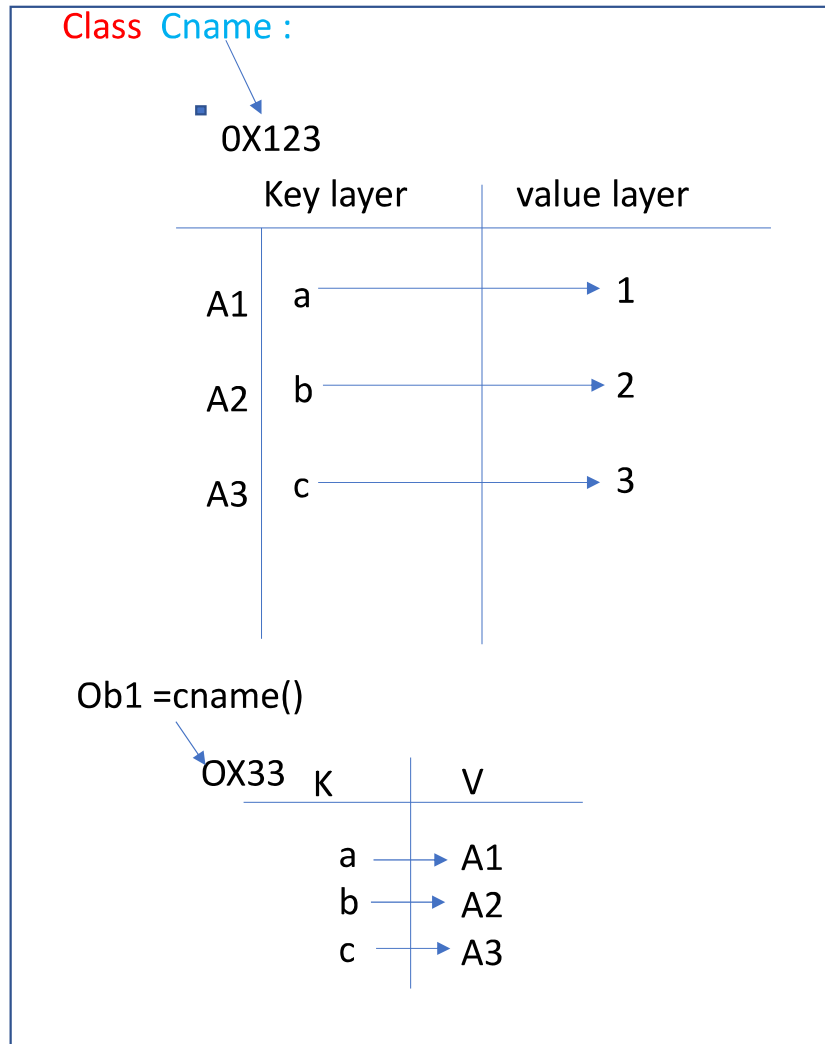 Class Cname :
0X123
Key layer value layer
A1 a 1
A2 b 2
A3 c 3
Ob1 =cname()
OX33 K V
a A1
b A2
c A3